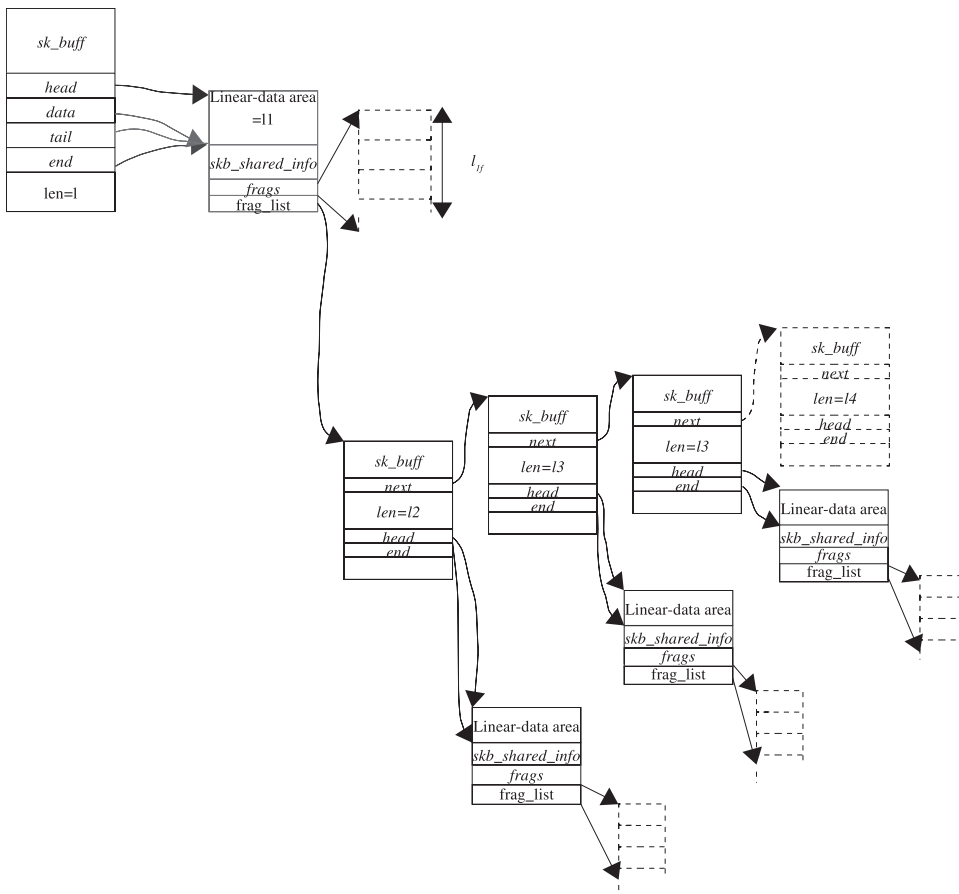 sk_buff
head
data
tail
end
len=l
Linear-data area
=l1
skb_shared_info
frags
frag_list
l_lf
sk_buff
next
len=l2
head
end
sk_buff
next
len=l3
head
end
sk_buff
next
len=l3
head
end
sk_buff
next
len=l4
head
end
Linear-data area
skb_shared_info
frags
frag_list
Linear-data area
skb_shared_info
frags
frag_list
Linear-data area
skb_shared_info
frags
frag_list